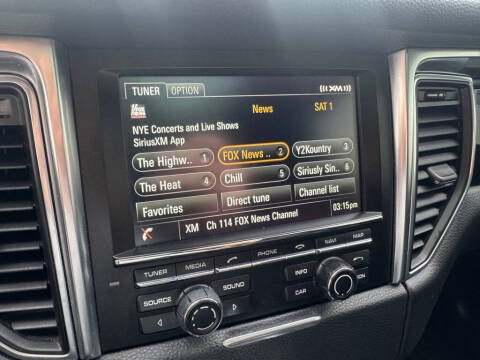 TUNER OPTION ((XM))
FOX NEWS News SAT 1
NYE Concerts and Live Shows
SiriusXM App
The Highw.. 1 FOX News .. 2 Y2Kountry 3
The Heat 4 Chill 5 Siriusly Sin.. 6
Favorites Direct tune Channel list
XM Ch 114 FOX News Channel 03:15pm
TUNER MEDIA PHONE NAVI MAP
SOURCE SOUND INFO
CAR